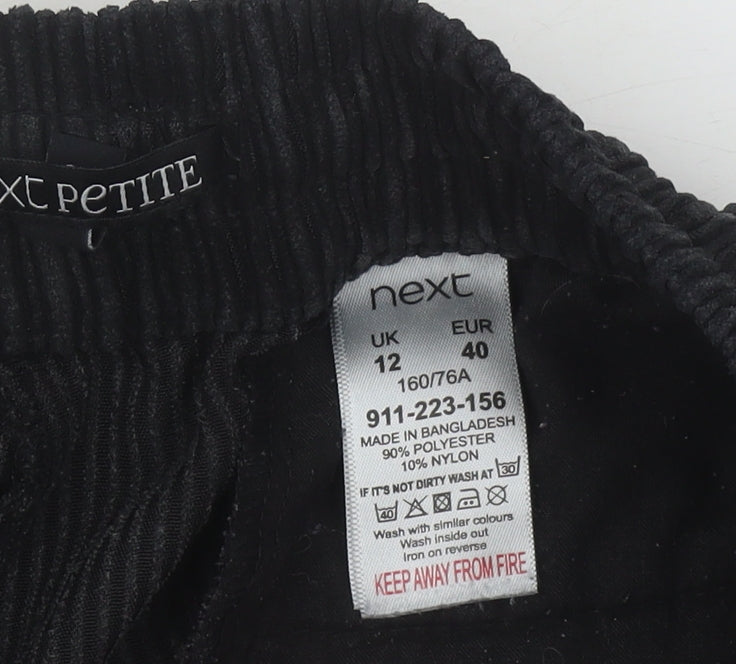 xt PeTITE
next
UK EUR
12 40
160/76A
911-223-156
MADE IN BANGLADESH
90% POLYESTER
10% NYLON
IF IT'S NOT DIRTY WASH AT 30
40
Wash with similar colours
Wash inside out
Iron on reverse
KEEP AWAY FROM FIRE